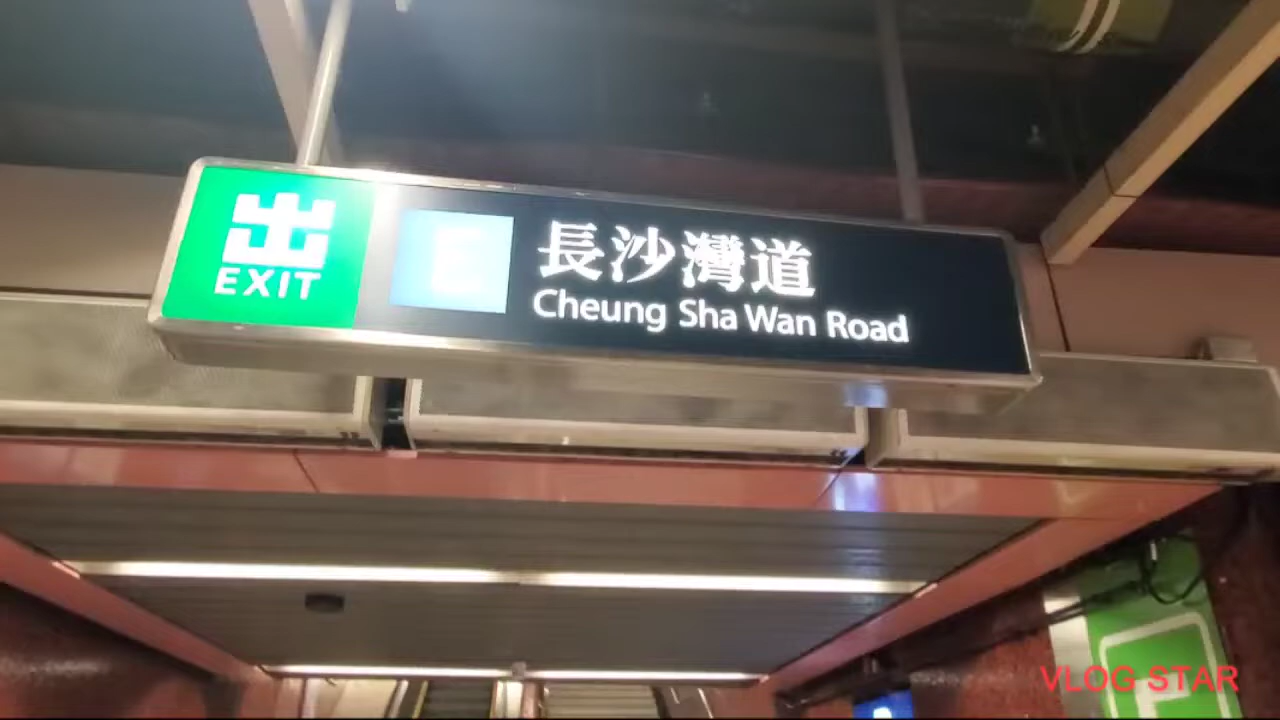 出
EXIT
長沙灣道
Cheung Sha Wan Road
VLOG STAR